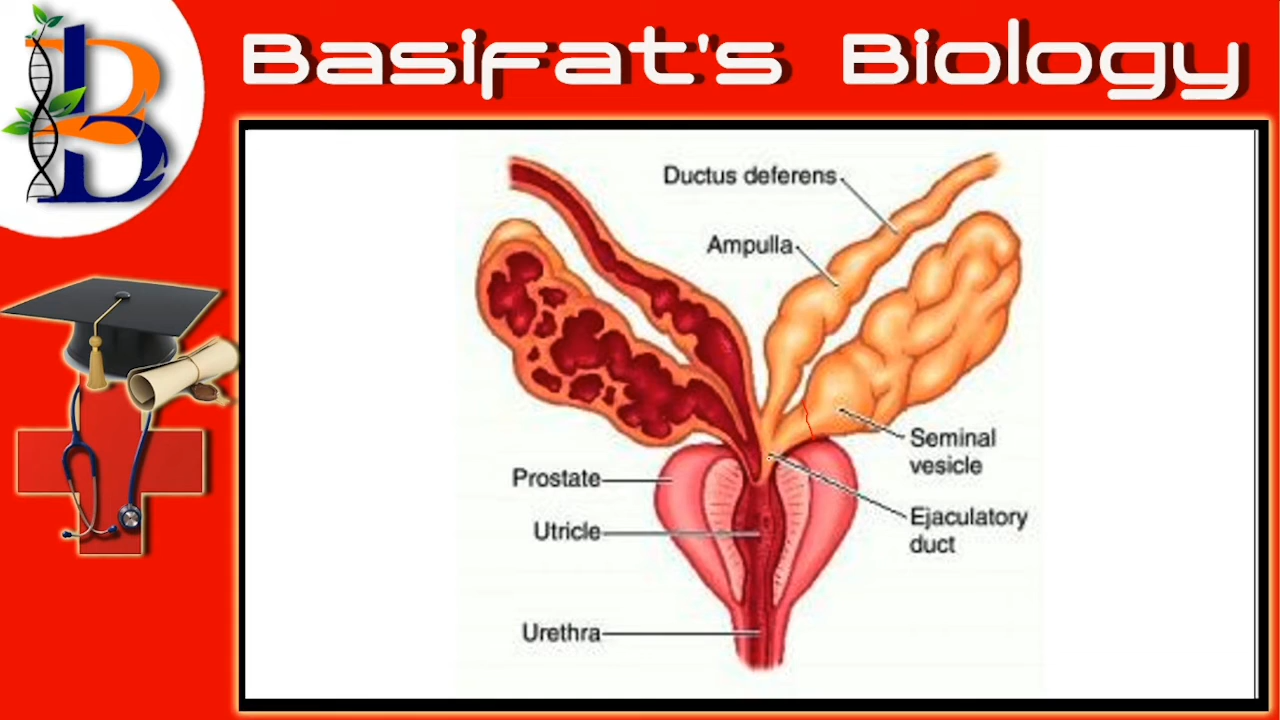 Basifat's Biology
Ductus deferens
Ampulla
Seminal
vesicle
Prostate
Ejaculatory
duct
Utricle
Urethra